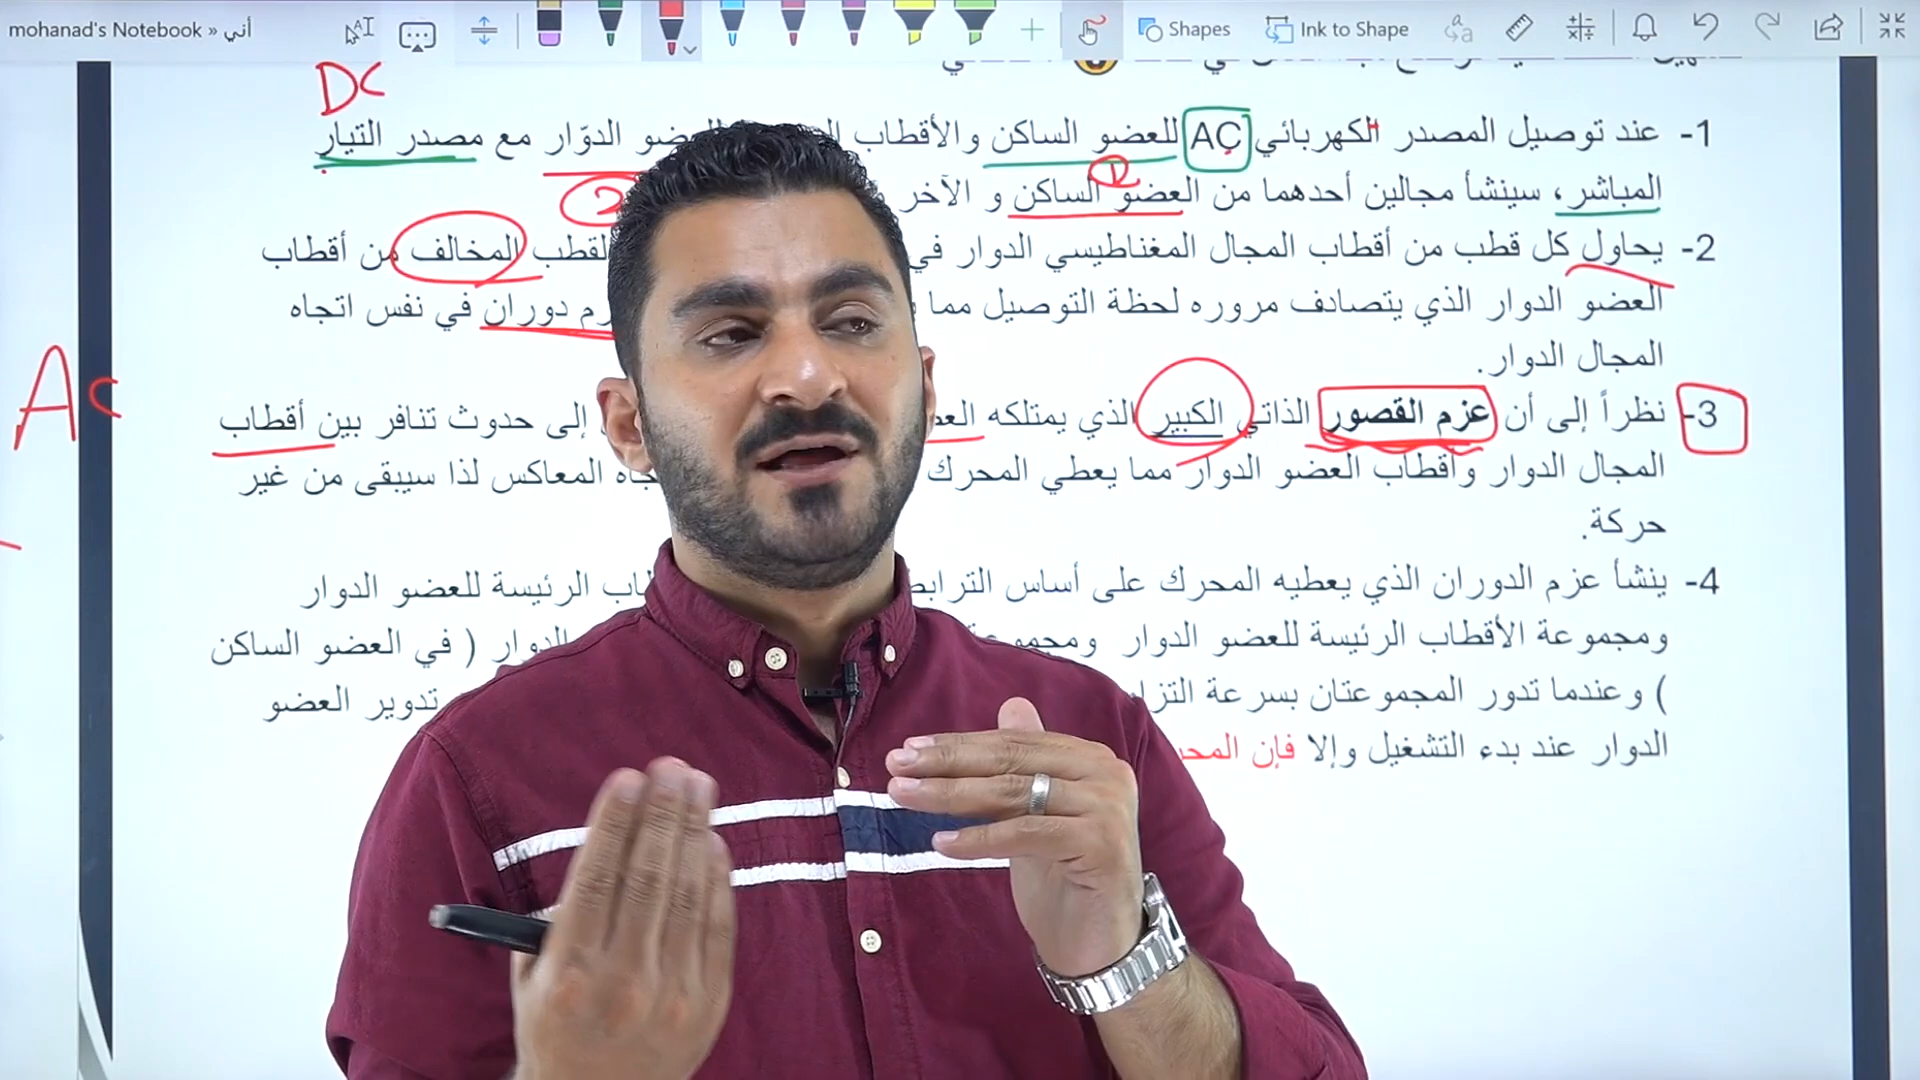 mohanad's Notebook » أني
Shapes
Ink to Shape
DC
1- عند توصيل المصدر الكهربائي AC للعضو الساكن والأقطاب الدوّار مع مصدر التيار
المباشر، سينشأ مجالين أحدهما من العضو الساكن و الآخر
1
2
2- يحاول كل قطب من أقطاب المجال المغناطيسي الدوار في القطب المخالف من أقطاب
العضو الدوار الذي يتصادف مروره لحظة التوصيل مما دوران في نفس اتجاه
المجال الدوار.
AC
3- نظراً إلى أن عزم القصور الذاتي الكبير الذي يمتلكه إلى حدوث تنافر بين أقطاب
المجال الدوار وأقطاب العضو الدوار مما يعطي المحرك المعاكس لذا سيبقى من غير
حركة.
4- ينشأ عزم الدوران الذي يعطيه المحرك على أساس الرئيسة للعضو الدوار
ومجموعة الأقطاب الرئيسة للعضو الدوار الدوار ( في العضو الساكن
) وعندما تدور المجموعتان بسرعة تدوير العضو
الدوار عند بدء التشغيل وإلا فإن